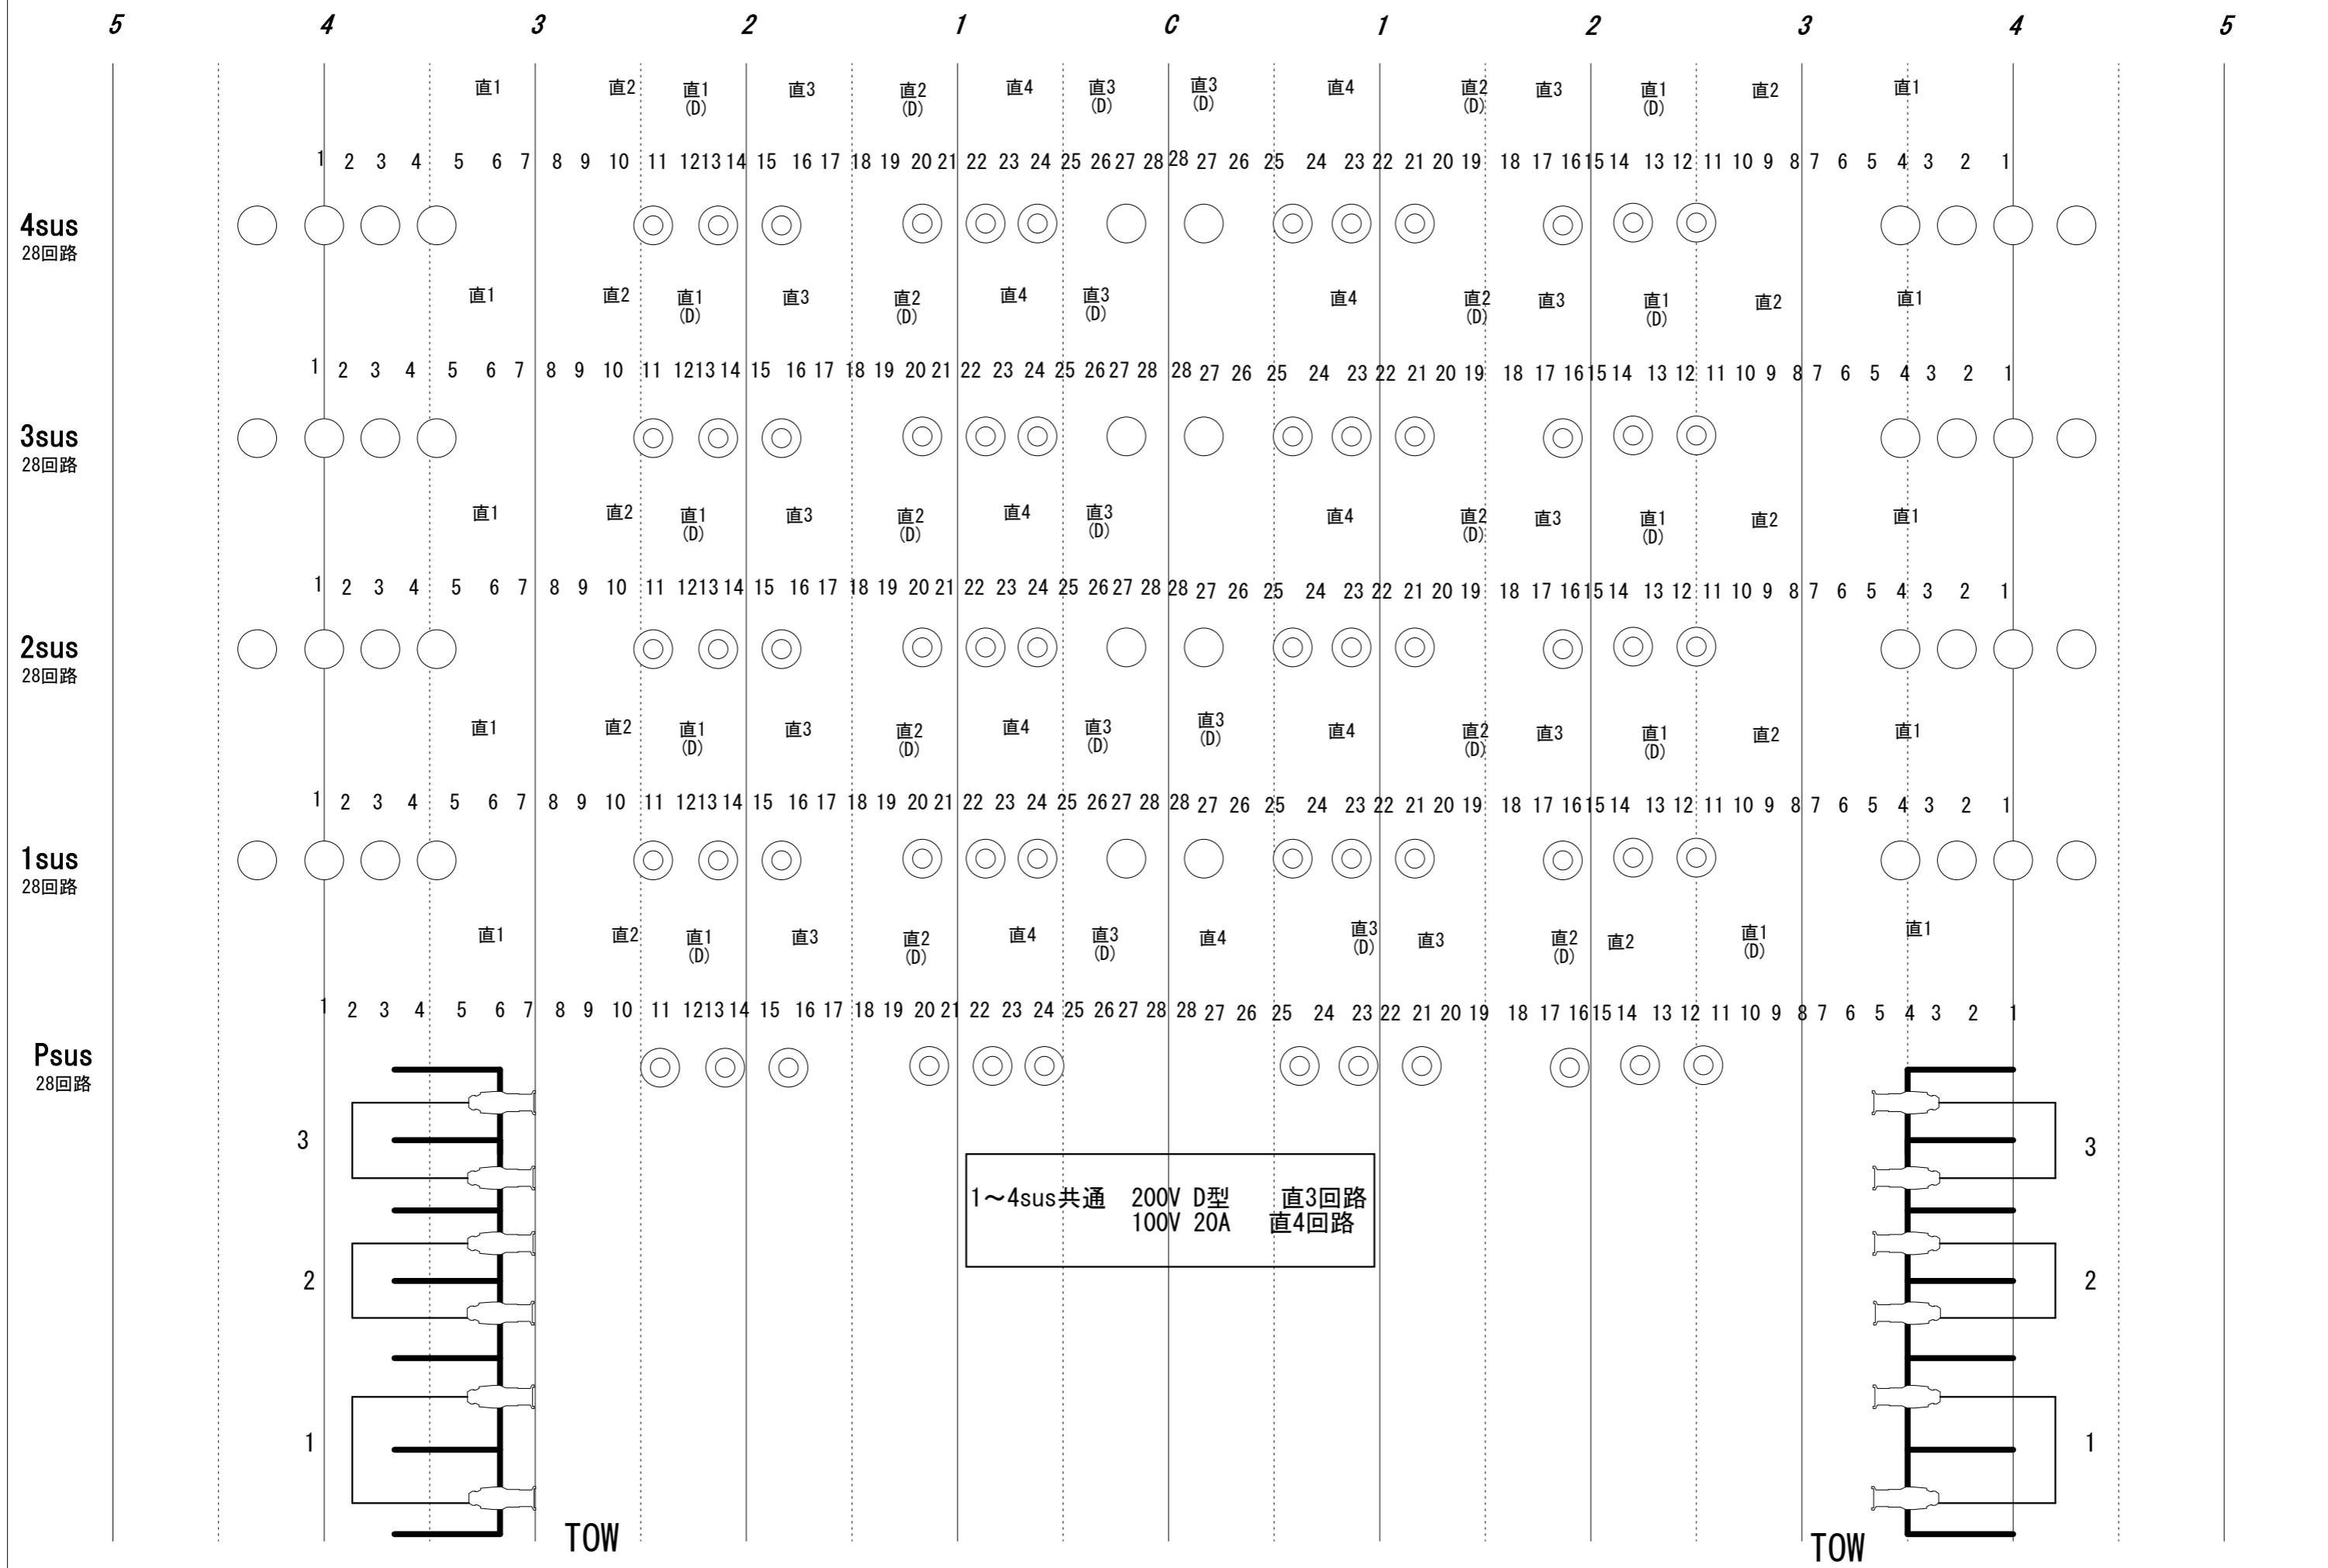 5 4 3 2 1 C 1 2 3 4 5
直1 直2 直1 直3 直2 直4 直3 直3 直4 直2 直3 直1 直2 直1
(D) (D) (D) (D) (D) (D)
1 2 3 4 5 6 7 8 9 10 11 12 13 14 15 16 17 18 19 20 21 22 23 24 25 26 27 28 28 27 26 25 24 23 22 21 20 19 18 17 16 15 14 13 12 11 10 9 8 7 6 5 4 3 2 1
4sus
28回路
直1 直2 直1 直3 直2 直4 直3 直4 直2 直3 直1 直2 直1
(D) (D) (D) (D) (D)
1 2 3 4 5 6 7 8 9 10 11 12 13 14 15 16 17 18 19 20 21 22 23 24 25 26 27 28 28 27 26 25 24 23 22 21 20 19 18 17 16 15 14 13 12 11 10 9 8 7 6 5 4 3 2 1
3sus
28回路
直1 直2 直1 直3 直2 直4 直3 直4 直2 直3 直1 直2 直1
(D) (D) (D) (D) (D)
1 2 3 4 5 6 7 8 9 10 11 12 13 14 15 16 17 18 19 20 21 22 23 24 25 26 27 28 28 27 26 25 24 23 22 21 20 19 18 17 16 15 14 13 12 11 10 9 8 7 6 5 4 3 2 1
2sus
28回路
直1 直2 直1 直3 直2 直4 直3 直3 直4 直2 直3 直1 直2 直1
(D) (D) (D) (D) (D) (D)
1 2 3 4 5 6 7 8 9 10 11 12 13 14 15 16 17 18 19 20 21 22 23 24 25 26 27 28 28 27 26 25 24 23 22 21 20 19 18 17 16 15 14 13 12 11 10 9 8 7 6 5 4 3 2 1
1sus
28回路
直1 直2 直1 直3 直2 直4 直3 直4 直3 直3 直2 直2 直1 直1
(D) (D) (D) (D) (D) (D)
1 2 3 4 5 6 7 8 9 10 11 12 13 14 15 16 17 18 19 20 21 22 23 24 25 26 27 28 28 27 26 25 24 23 22 21 20 19 18 17 16 15 14 13 12 11 10 9 8 7 6 5 4 3 2 1
Psus
28回路
3 3
1～4sus共通 200V D型 直3回路
100V 20A 直4回路
2 2
1 1
TOW TOW